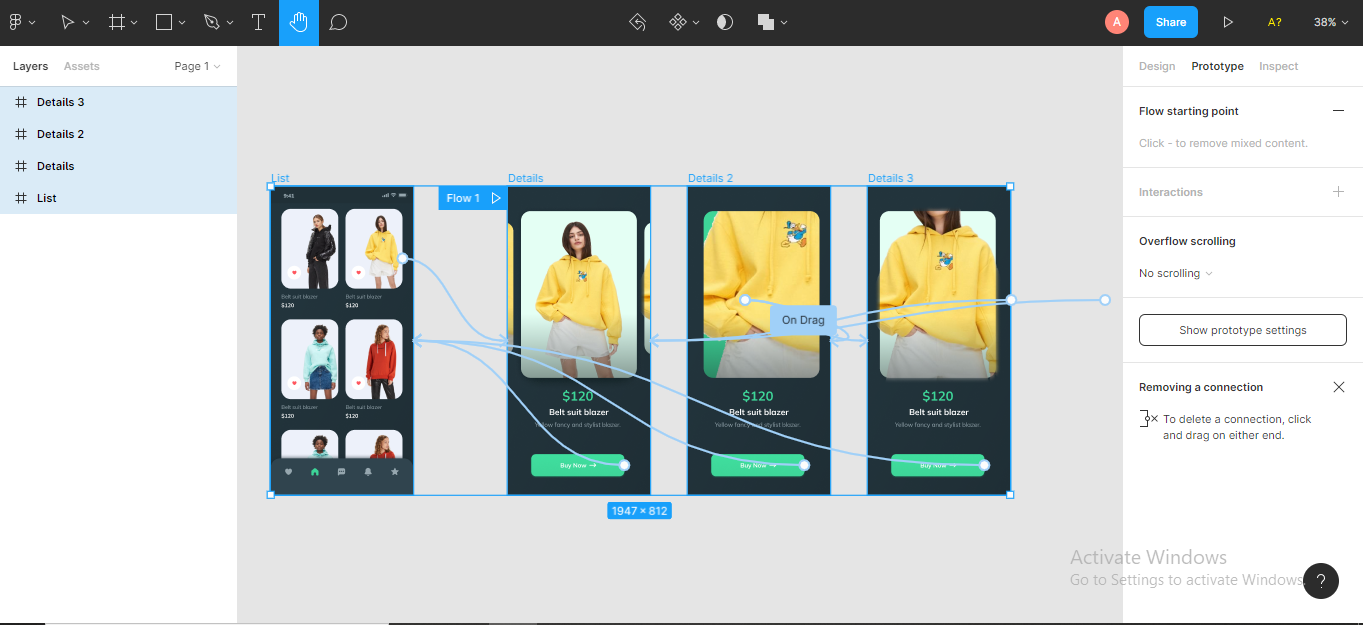 Share
A
A?
38%
Layers
Assets
Page 1
Details 3
Details 2
Details
List
List
Flow 1
Details
Details 2
Details 3
9:41
Belt suit blazer
$120
Belt suit blazer
$120
Belt suit blazer
$120
Belt suit blazer
$120
$120
Belt suit blazer
Yellow fancy and stylist blazer.
Buy Now →
On Drag
$120
Belt suit blazer
Yellow fancy and stylist blazer.
Buy Now →
$120
Belt suit blazer
Yellow fancy and stylist blazer.
Buy Now →
1947 × 812
Design
Prototype
Inspect
Flow starting point
Click - to remove mixed content.
Interactions
Overflow scrolling
No scrolling
Show prototype settings
Removing a connection
To delete a connection, click
and drag on either end.
Activate Windows
Go to Settings to activate Windows.
?